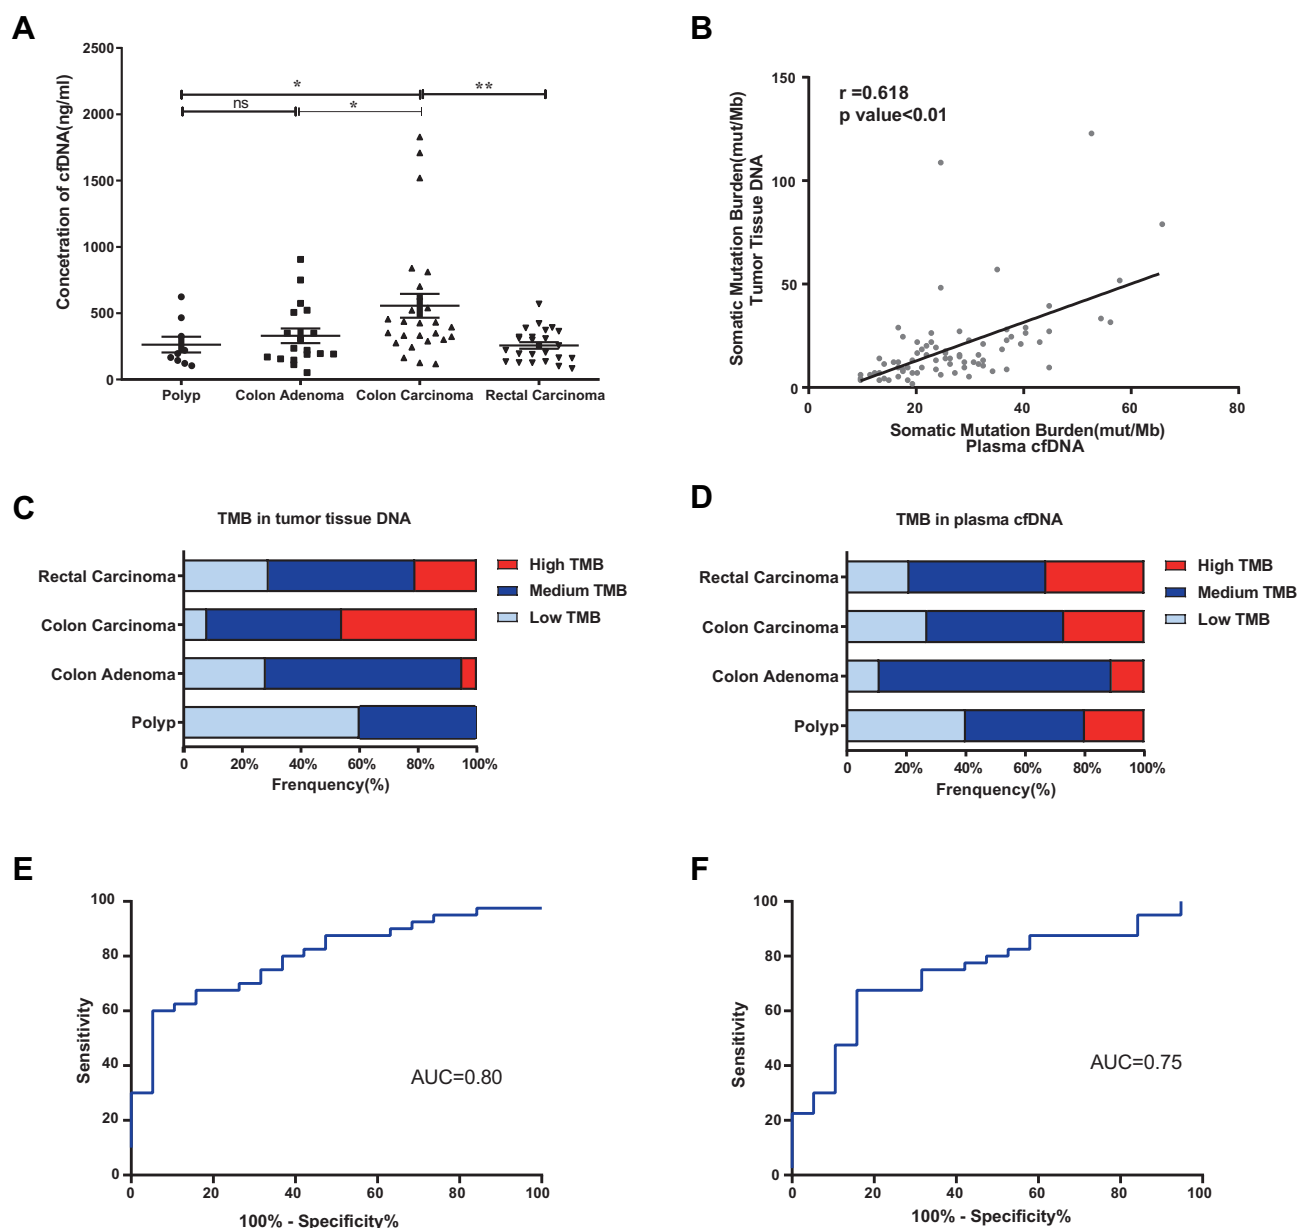 A
Concetration of cfDNA(ng/ml)
2500
2000
1500
1000
500
0
*
**
ns
*
Polyp
Colon Adenoma
Colon Carcinoma
Rectal Carcinoma
B
Somatic Mutation Burden(mut/Mb)
Tumor Tissue DNA
r =0.618
p value<0.01
150
100
50
0
0
20
40
60
80
Somatic Mutation Burden(mut/Mb)
Plasma cfDNA
C
TMB in tumor tissue DNA
Rectal Carcinoma
Colon Carcinoma
Colon Adenoma
Polyp
High TMB
Medium TMB
Low TMB
0
20%
40%
60%
80%
100%
Frenquency(%)
D
TMB in plasma cfDNA
Rectal Carcinoma
Colon Carcinoma
Colon Adenoma
Polyp
High TMB
Medium TMB
Low TMB
0
20%
40%
60%
80%
100%
Frenquency(%)
E
Sensitivity
100
80
60
40
20
0
AUC=0.80
0
20
40
60
80
100
100% - Specificity%
F
Sensitivity
100
80
60
40
20
0
AUC=0.75
0
20
40
60
80
100
100% - Specificity%